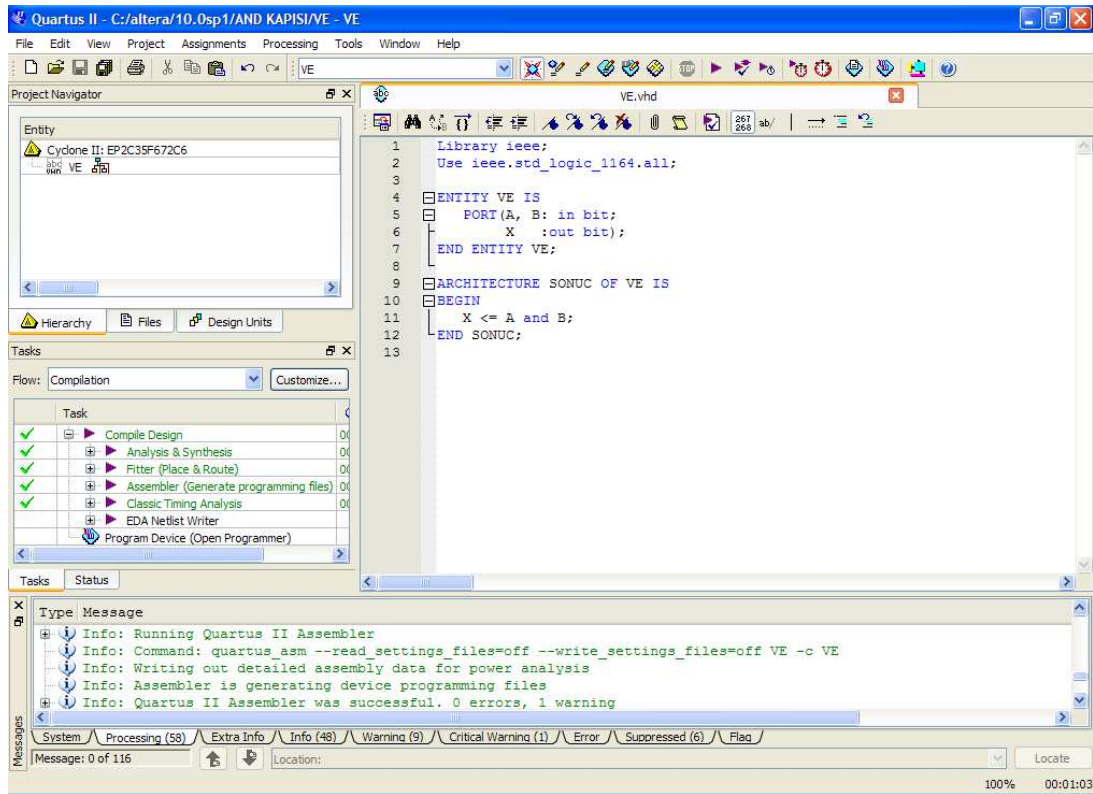 Quartus II - C:/altera/10.0sp1/AND KAPISI/VE - VE
File Edit View Project Assignments Processing Tools Window Help
VE
Project Navigator
Entity
Cyclone II: EP2C35F672C6
abc VHD VE
Hierarchy Files Design Units
Tasks
Flow: Compilation Customize...
Task
Compile Design
Analysis & Synthesis
Fitter (Place & Route)
Assembler (Generate programming files)
Classic Timing Analysis
EDA Netlist Writer
Program Device (Open Programmer)
Tasks Status
abc VE.vhd
267 268 ab/
1 Library ieee;
2 Use ieee.std_logic_1164.all;
3
4 ENTITY VE IS
5 PORT(A, B: in bit;
6 X :out bit);
7 END ENTITY VE;
8
9 ARCHITECTURE SONUC OF VE IS
10 BEGIN
11 X <= A and B;
12 END SONUC;
13
Type Message
Info: Running Quartus II Assembler
Info: Command: quartus_asm --read_settings_files=off --write_settings_files=off VE -c VE
Info: Writing out detailed assembly data for power analysis
Info: Assembler is generating device programming files
Info: Quartus II Assembler was successful. 0 errors, 1 warning
System Processing (58) Extra Info Info (48) Warning (9) Critical Warning (1) Error Suppressed (6) Flag
Messages
Message: 0 of 116 Location: Locate
100% 00:01:03